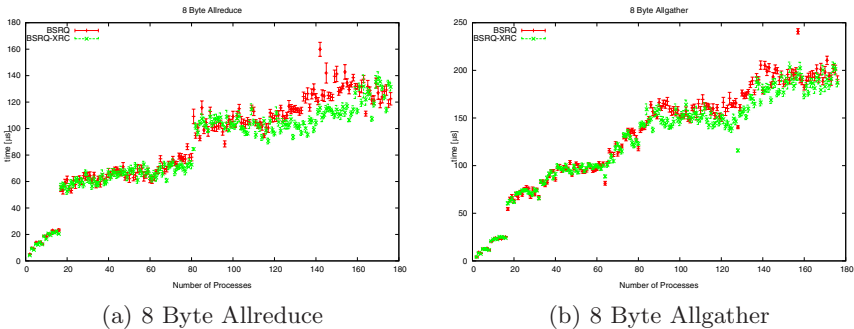 8 Byte Allreduce
180
160
140
120
100
80
60
40
20
0
time [µs]
BSRQ
BSRQ-XRC
0 20 40 60 80 100 120 140 160 180
Number of Processes
(a) 8 Byte Allreduce
8 Byte Allgather
250
200
150
100
50
0
time [µs]
BSRQ
BSRQ-XRC
0 20 40 60 80 100 120 140 160 180
Number of Processes
(b) 8 Byte Allgather